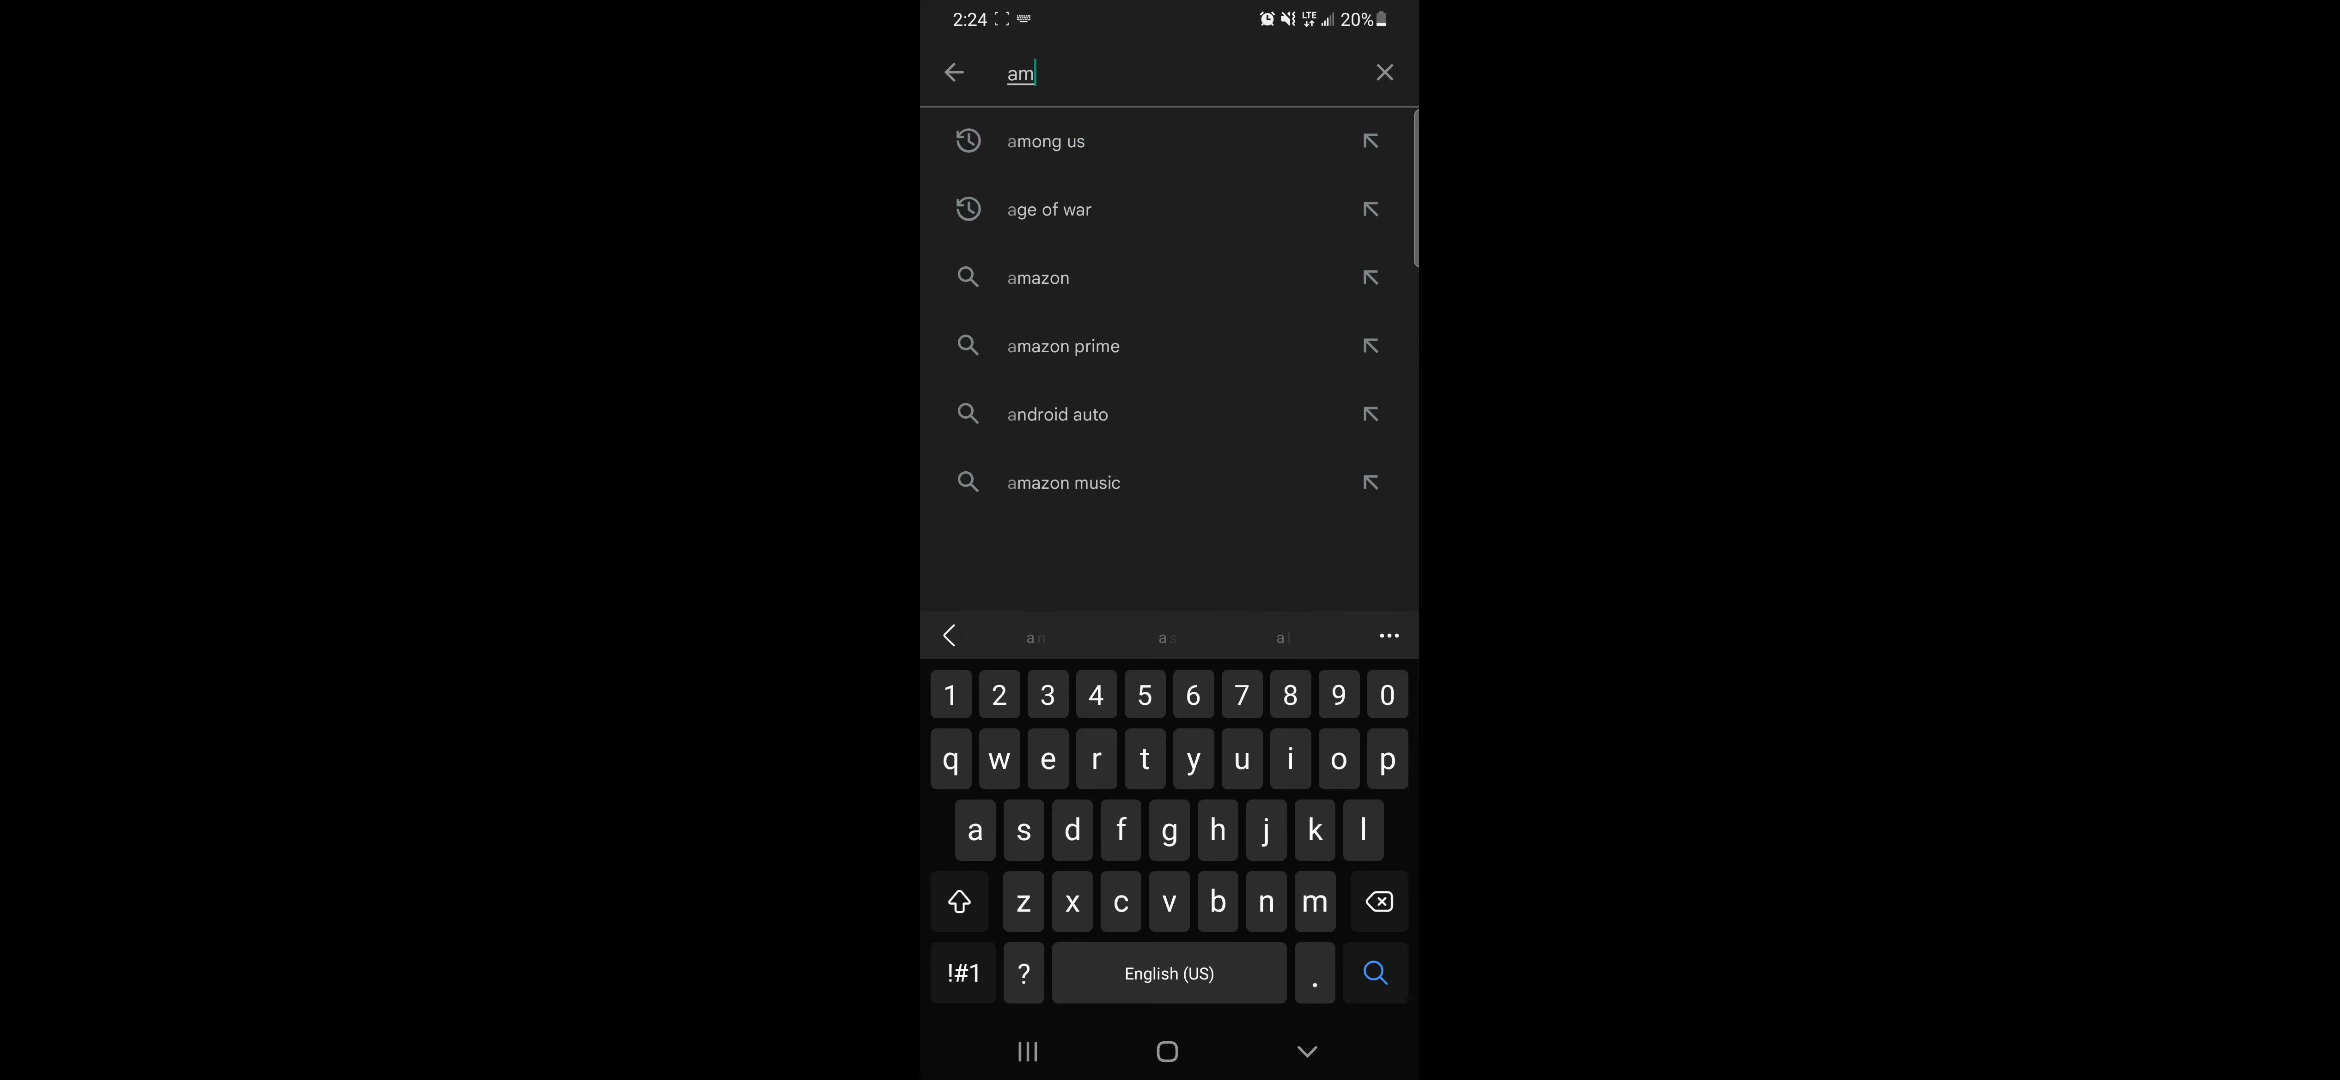 2:24 LTE 20%
am
among us
age of war
amazon
amazon prime
android auto
amazon music
an as al
1 2 3 4 5 6 7 8 9 0
q w e r t y u i o p
a s d f g h j k l
z x c v b n m
!#1 ? English (US) .